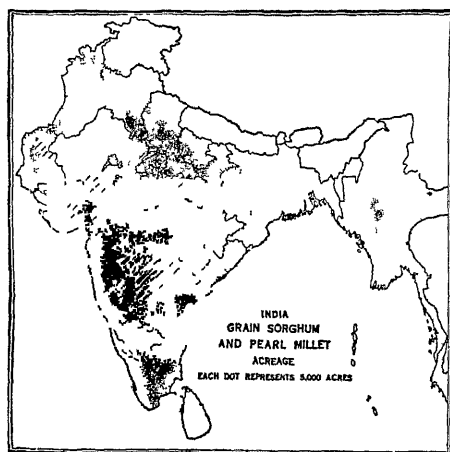 INDIA
GRAIN SORGHUM
AND PEARL MILLET
ACREAGE
EACH DOT REPRESENTS 5,000 ACRES